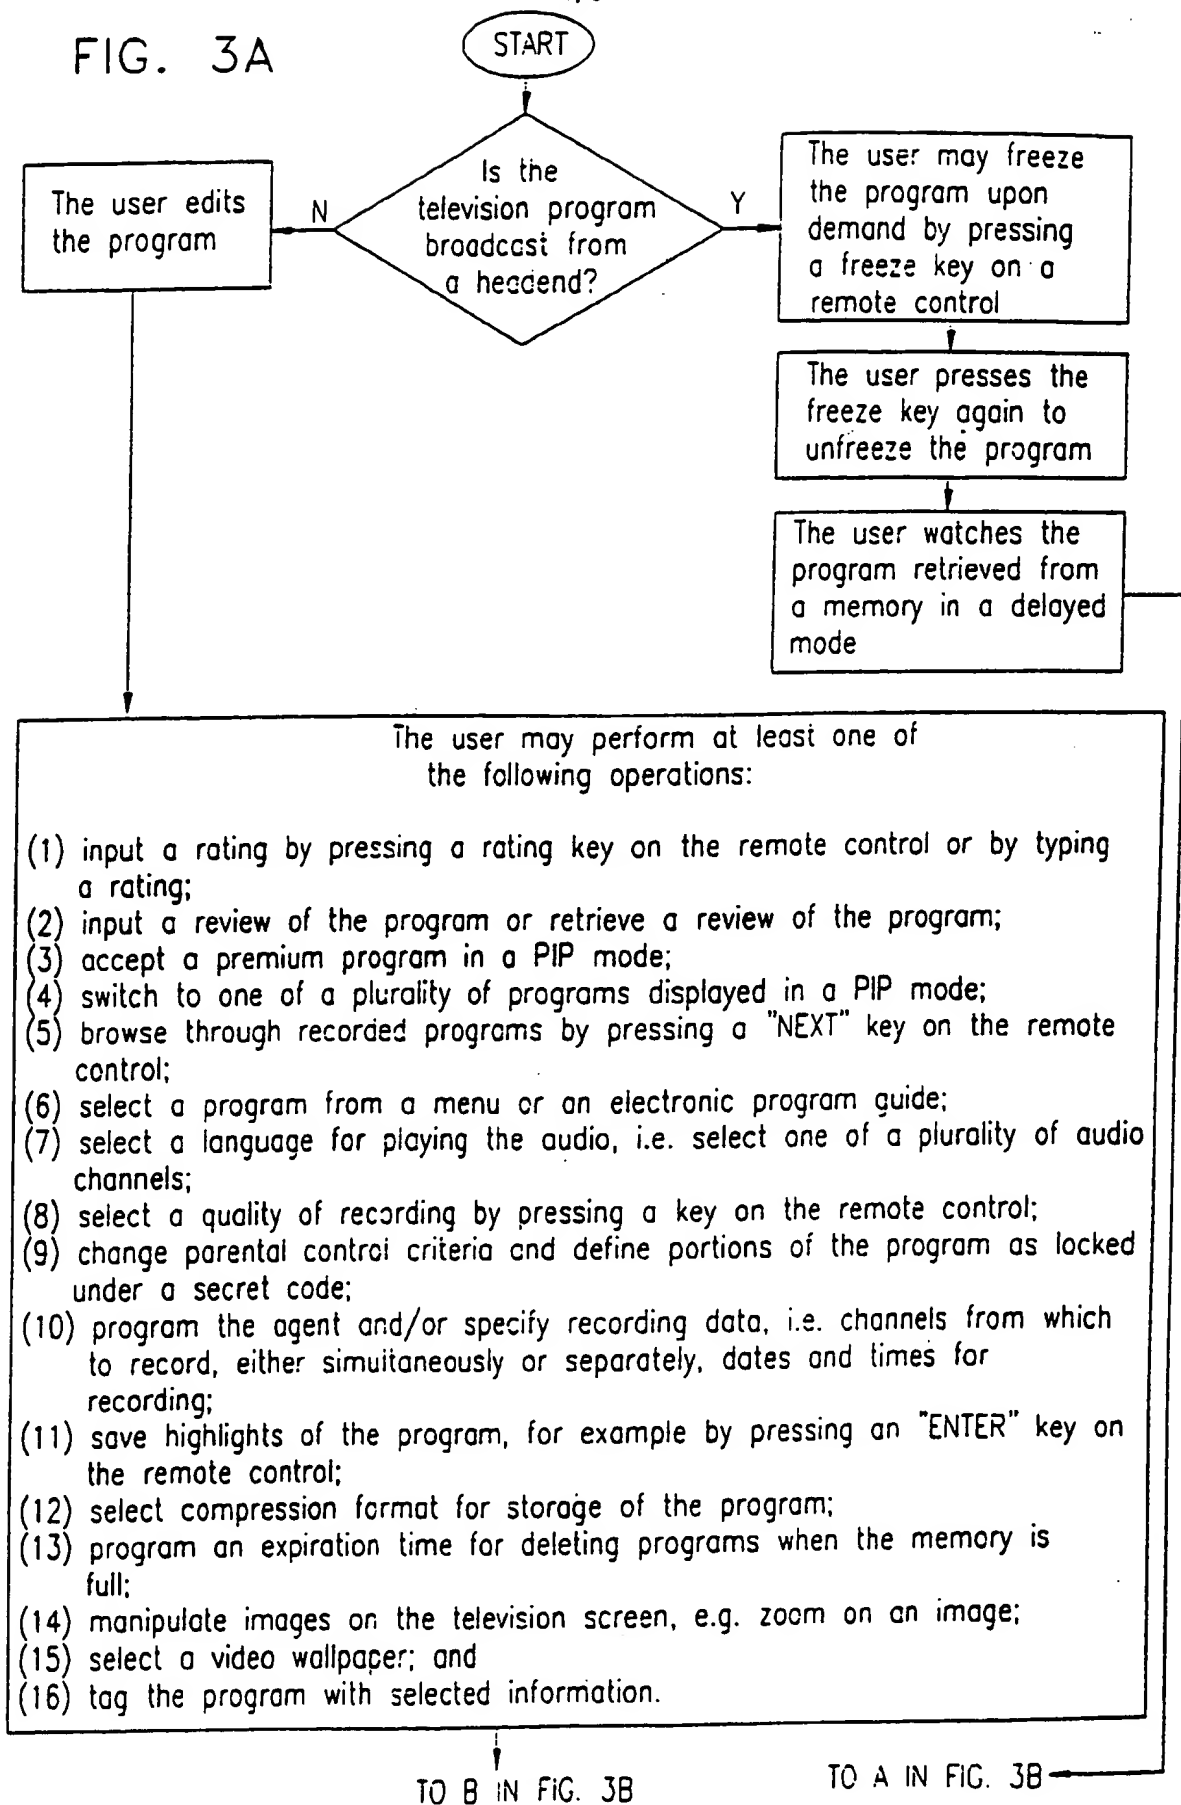 FIG. 3A
START
Is the
television program
broadcast from
a headend?
N
Y
The user edits
the program
The user may freeze
the program upon
demand by pressing
a freeze key on a
remote control
The user presses the
freeze key again to
unfreeze the program
The user watches the
program retrieved from
a memory in a delayed
mode
The user may perform at least one of
the following operations:
(1) input a rating by pressing a rating key on the remote control or by typing
a rating;
(2) input a review of the program or retrieve a review of the program;
(3) accept a premium program in a PIP mode;
(4) switch to one of a plurality of programs displayed in a PIP mode;
(5) browse through recorded programs by pressing a "NEXT" key on the remote
control;
(6) select a program from a menu or an electronic program guide;
(7) select a language for playing the audio, i.e. select one of a plurality of audio
channels;
(8) select a quality of recording by pressing a key on the remote control;
(9) change parental control criteria and define portions of the program as locked
under a secret code;
(10) program the agent and/or specify recording data, i.e. channels from which
to record, either simultaneously or separately, dates and times for
recording;
(11) save highlights of the program, for example by pressing an "ENTER" key on
the remote control;
(12) select compression format for storage of the program;
(13) program an expiration time for deleting programs when the memory is
full;
(14) manipulate images on the television screen, e.g. zoom on an image;
(15) select a video wallpaper; and
(16) tag the program with selected information.
TO B IN FIG. 3B
TO A IN FIG. 3B